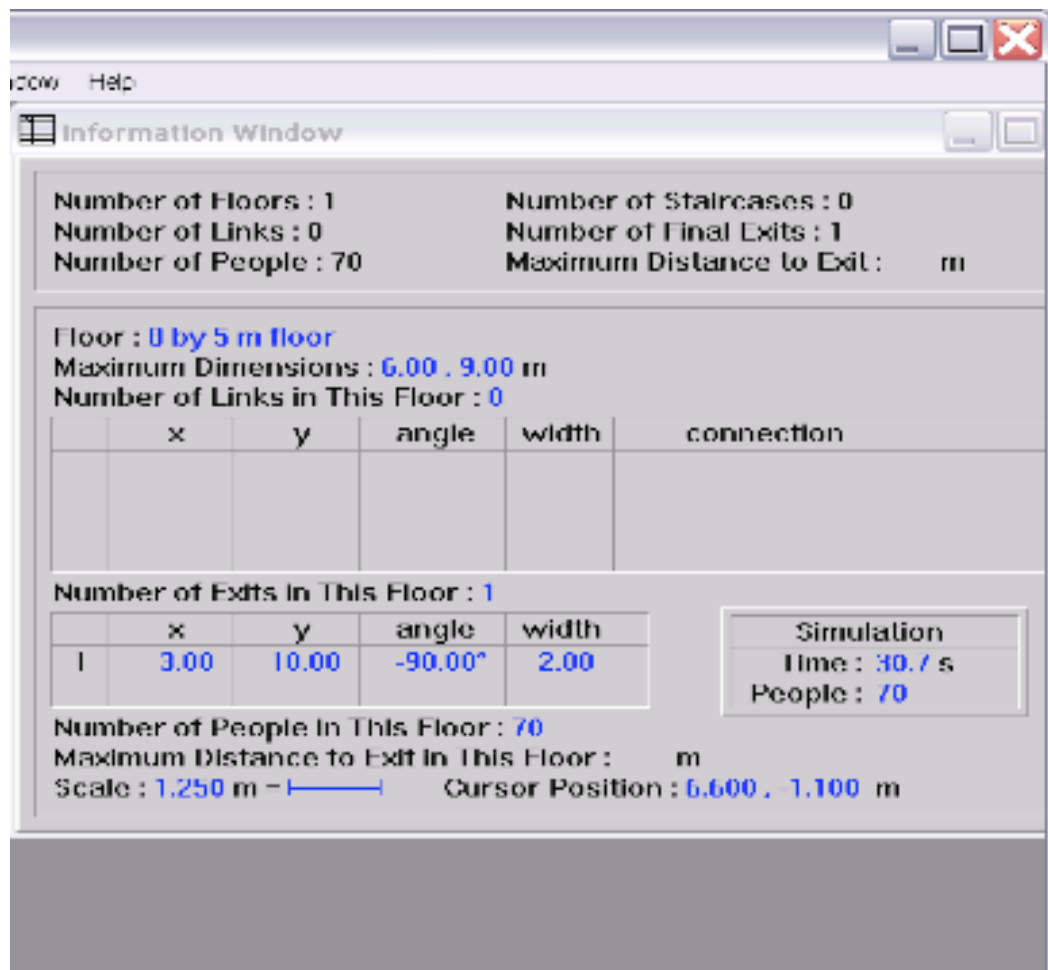 Help
Information Window
Number of Floors : 1 Number of Staircases : 0
Number of Links : 0 Number of Final Exits : 1
Number of People : 70 Maximum Distance to Exit : m
Floor : 8 by 5 m floor
Maximum Dimensions : 6.00 , 9.00 m
Number of Links in This Floor : 0
x y angle width connection
Number of Exits in This Floor : 1
x y angle width
1 3.00 10.00 -90.00° 2.00
Simulation
Time : 30.7 s
People : 70
Number of People in This Floor : 70
Maximum Distance to Exit in This Floor : m
Scale : 1.250 m = Cursor Position : 6.600 , -1.100 m